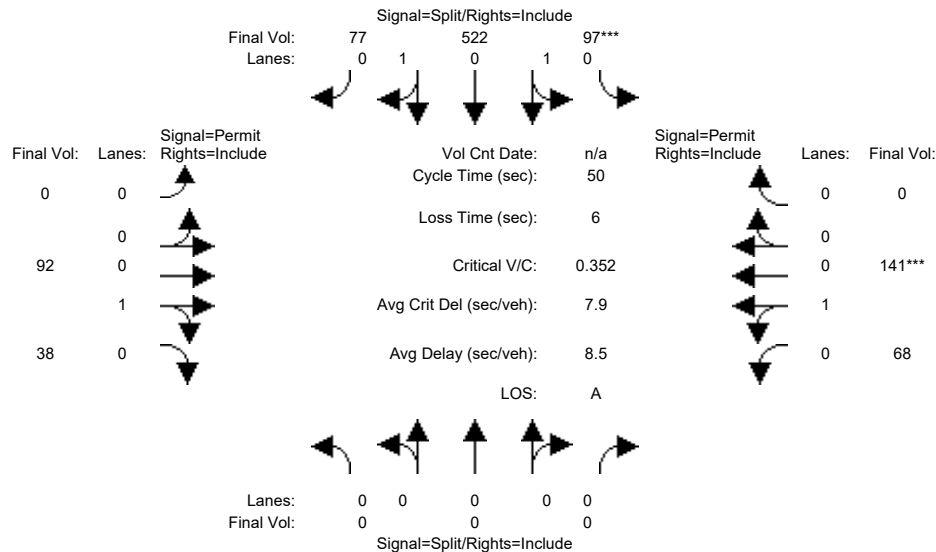 Signal=Split/Rights=Include
Final Vol: 77 522 97***
Lanes: 0 1 0 1 0
Signal=Permit
Final Vol: Lanes: Rights=Include
Vol Cnt Date: n/a
Signal=Permit
Rights=Include Lanes: Final Vol:
Cycle Time (sec): 50
0 0 0 0
Loss Time (sec): 6
0 0
92 0 Critical V/C: 0.352 0 141***
1 Avg Crit Del (sec/veh): 7.9 1
38 0 Avg Delay (sec/veh): 8.5 0 68
LOS: A
Lanes: 0 0 0 0 0
Final Vol: 0 0 0
Signal=Split/Rights=Include